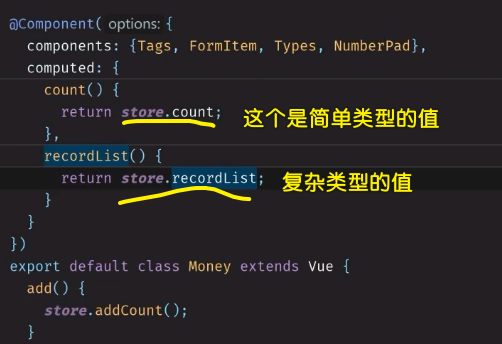 @Component( options: {
components: {Tags, FormItem, Types, NumberPad},
computed: {
count() {
return store.count; 这个是简单类型的值
},
recordList() {
return store.recordList; 复杂类型的值
}
}
})
export default class Money extends Vue {
add() {
store.addCount();
}